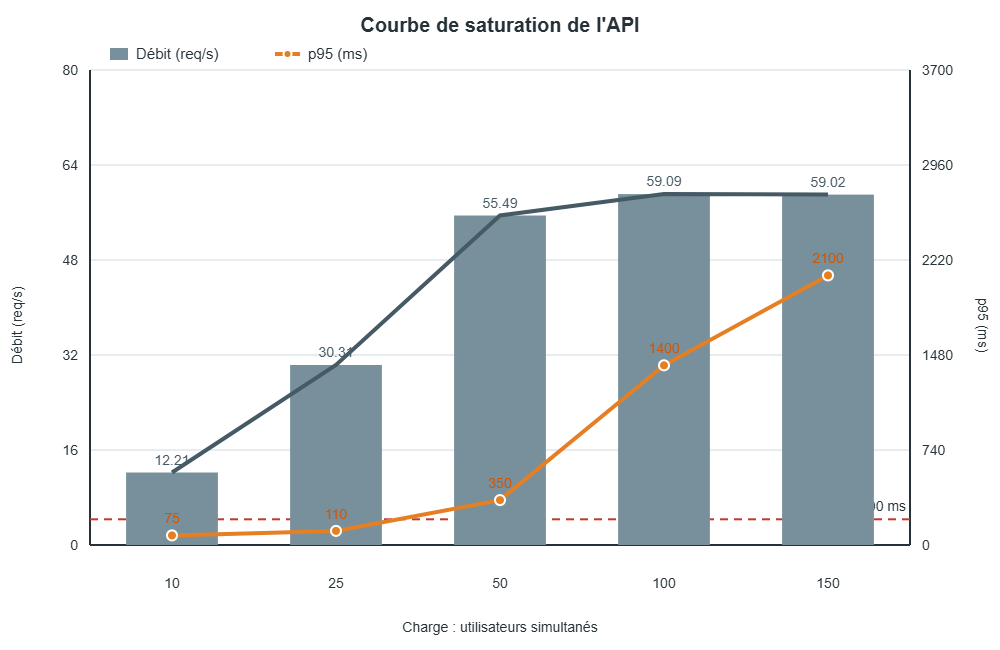 Courbe de saturation de l'API
Débit (req/s) p95 (ms)
80 3700
64 2960
48 2220
32 1480
16 740
0 0
Débit (req/s)
p95 (ms)
12.21 30.31 55.49 59.09 59.02
75 110 350 1400 2100
ms
10 25 50 100 150
Charge : utilisateurs simultanés